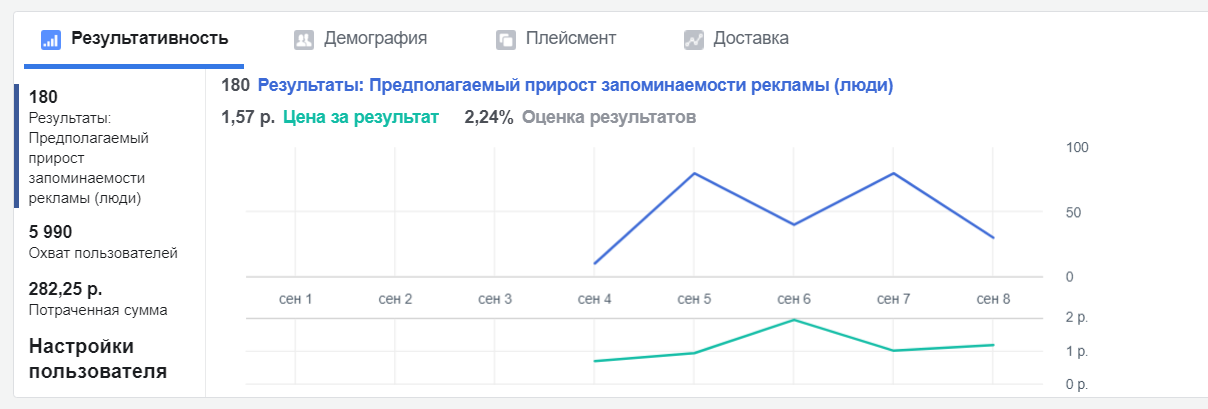 Результативность
Демография
Плейсмент
Доставка
180
Результаты:
Предполагаемый
прирост
запоминаемости
рекламы (люди)
5 990
Охват пользователей
282,25 р.
Потраченная сумма
Настройки
пользователя
180 Результаты: Предполагаемый прирост запоминаемости рекламы (люди)
1,57 р. Цена за результат 2,24% Оценка результатов
100
50
0
сен 1 сен 2 сен 3 сен 4 сен 5 сен 6 сен 7 сен 8
2 р.
1 р.
0 р.